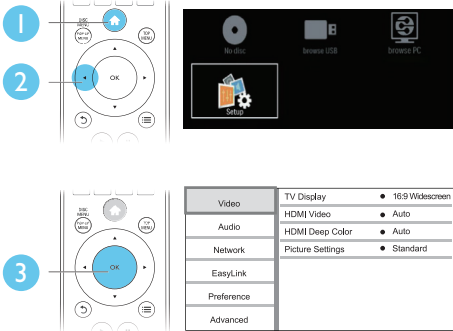 1
DISC
MENU
POP-UP
MENU
TOP
MENU
OK
2
No disc
browse USB
browse PC
Setup
3
DISC
MENU
POP-UP
MENU
TOP
MENU
OK
Video
Audio
Network
EasyLink
Preference
Advanced
TV Display ● 16:9 Widescreen
HDMI Video ● Auto
HDMI Deep Color ● Auto
Picture Settings ● Standard